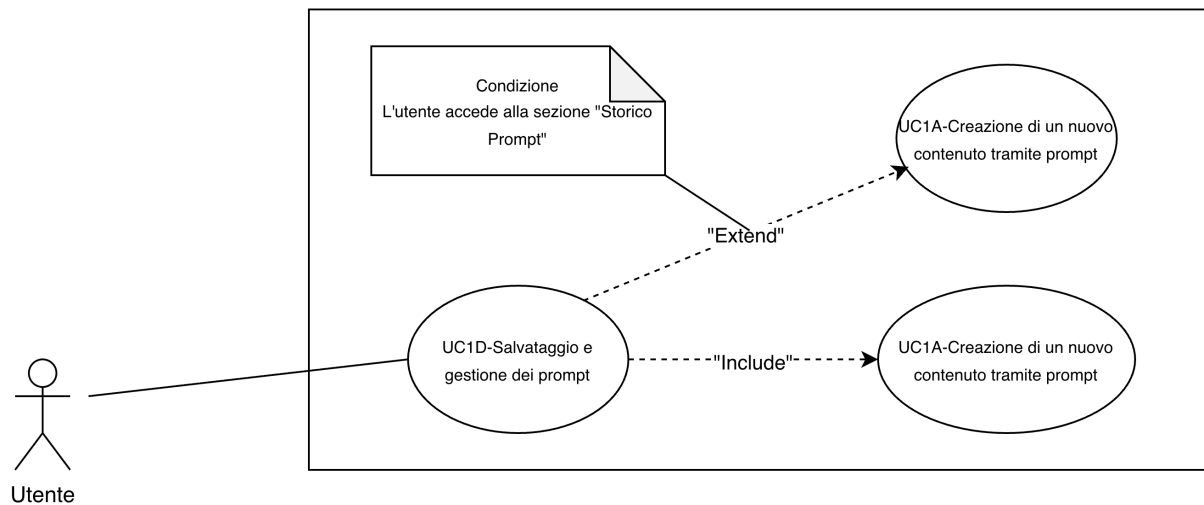 Condizione
L'utente accede alla sezione "Storico
Prompt"
UC1A-Creazione di un nuovo
contenuto tramite prompt
"Extend"
UC1D-Salvataggio e
gestione dei prompt
"Include"
UC1A-Creazione di un nuovo
contenuto tramite prompt
Utente